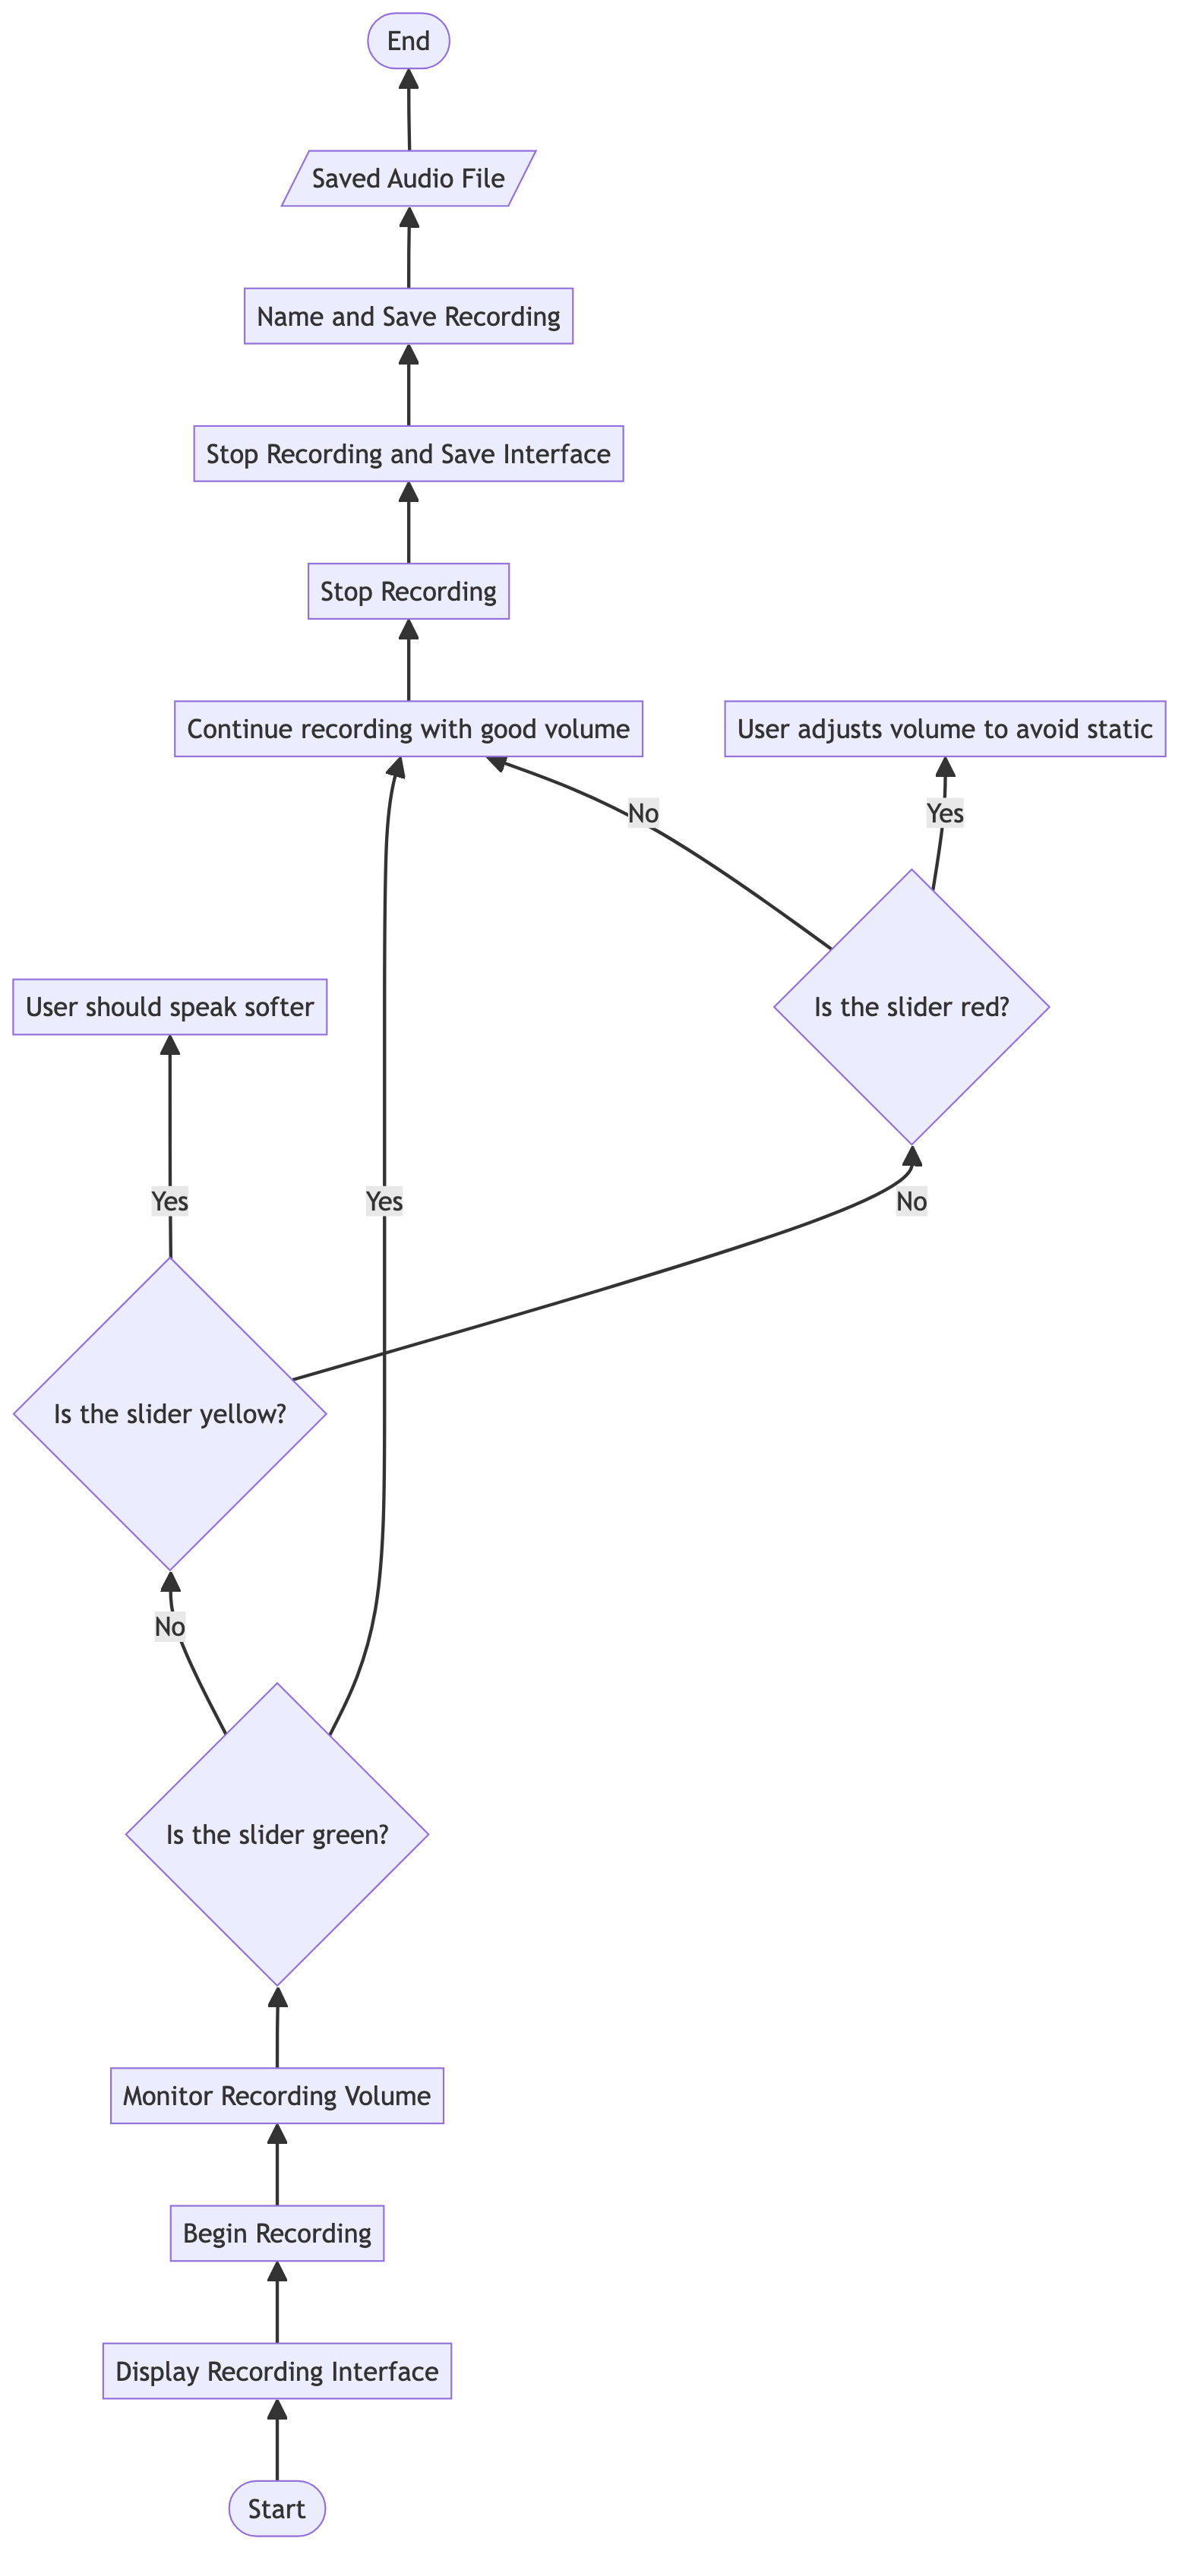 End
Saved Audio File
Name and Save Recording
Stop Recording and Save Interface
Stop Recording
Continue recording with good volume
User adjusts volume to avoid static
No
Yes
User should speak softer
Is the slider red?
Yes
Yes
No
Is the slider yellow?
No
Is the slider green?
Monitor Recording Volume
Begin Recording
Display Recording Interface
Start